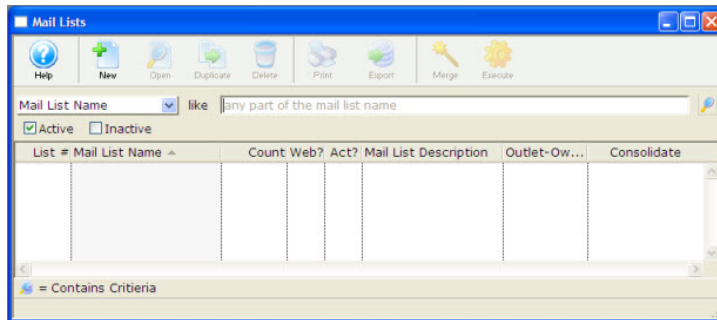 Mail Lists
Help New Open Duplicate Delete Print Export Merge Execute
Mail List Name like any part of the mail list name
Active Inactive
List # Mail List Name Count Web? Act? Mail List Description Outlet-Ow... Consolidate
= Contains Critieria